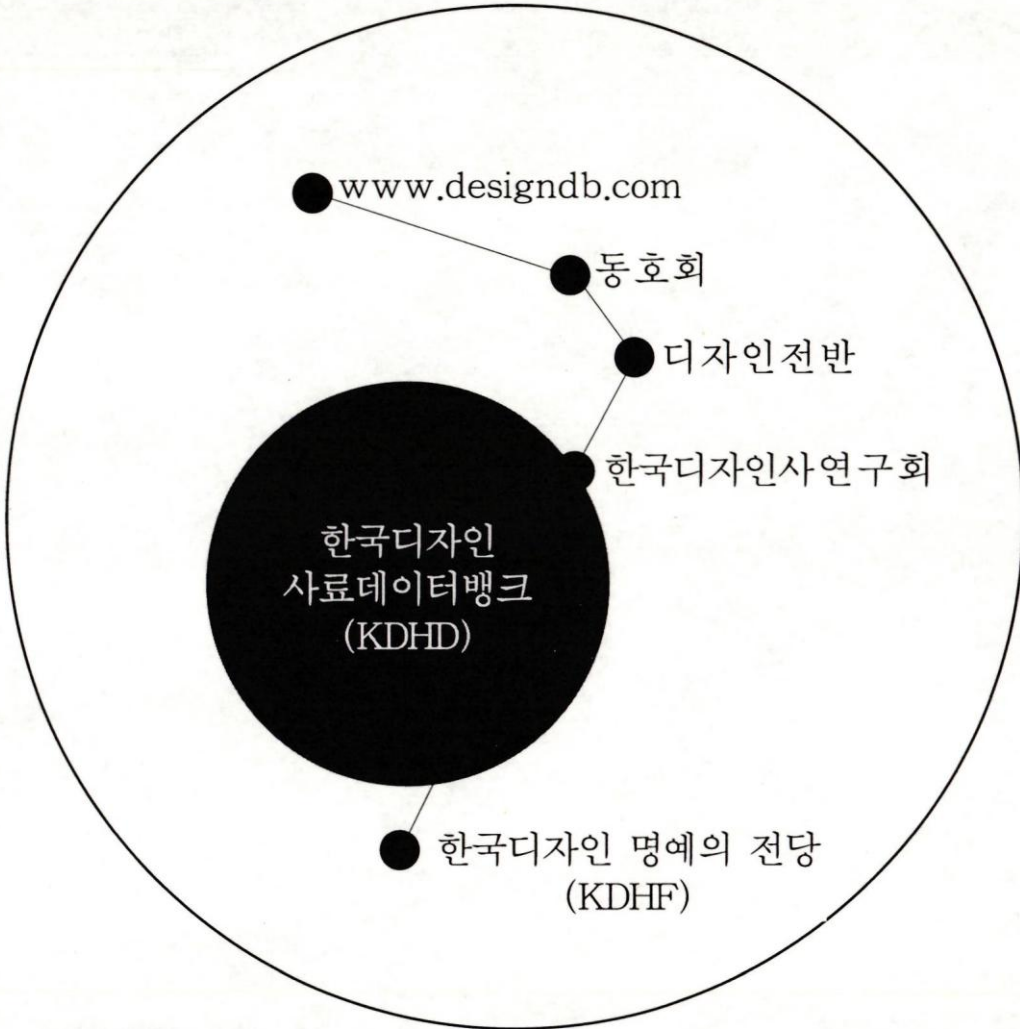 www.designdb.com
동호회
디자인전반
한국디자인사연구회
한국디자인
사료데이터뱅크
(KDHD)
한국디자인 명예의 전당
(KDHF)